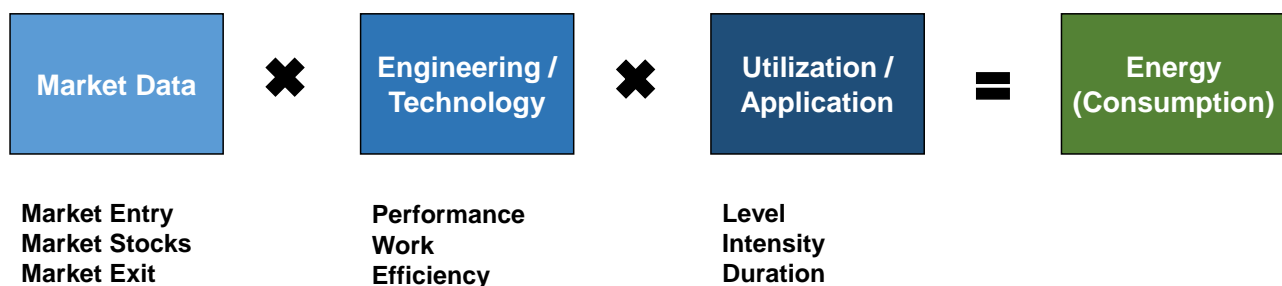 Market Data
Engineering /
Technology
Utilization /
Application
Energy
(Consumption)
Market Entry
Market Stocks
Market Exit
Performance
Work
Efficiency
Level
Intensity
Duration